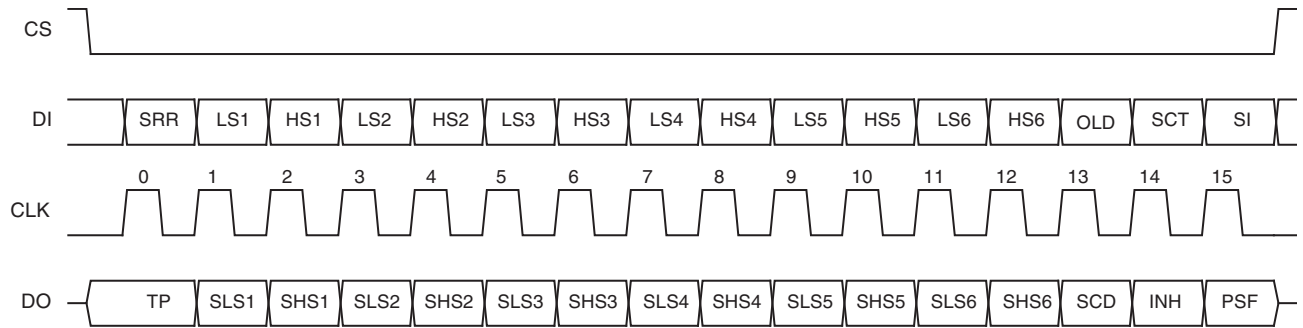 CS
DI SRR LS1 HS1 LS2 HS2 LS3 HS3 LS4 HS4 LS5 HS5 LS6 HS6 OLD SCT SI
0 1 2 3 4 5 6 7 8 9 10 11 12 13 14 15
CLK
DO TP SLS1 SHS1 SLS2 SHS2 SLS3 SHS3 SLS4 SHS4 SLS5 SHS5 SLS6 SHS6 SCD INH PSF